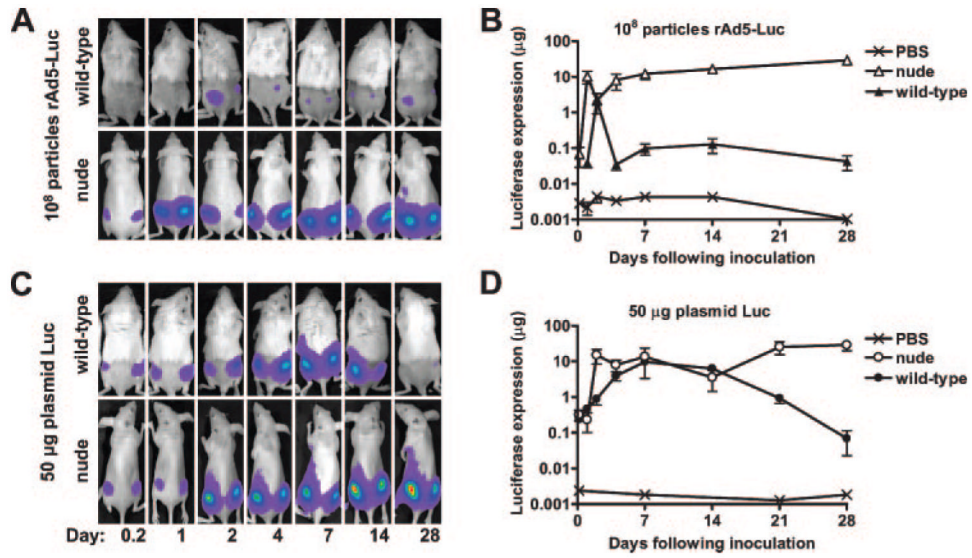 A
10⁸ particles rAd5-Luc
wild-type
nude
B
10⁸ particles rAd5-Luc
Luciferase expression (µg)
100
10
1
0.1
0.01
0.001
0
7
14
21
28
Days following inoculation
PBS
nude
wild-type
C
50 µg plasmid Luc
wild-type
nude
Day: 0.2 1 2 4 7 14 28
D
50 µg plasmid Luc
Luciferase expression (µg)
100
10
1
0.1
0.01
0.001
0
7
14
21
28
Days following inoculation
PBS
nude
wild-type